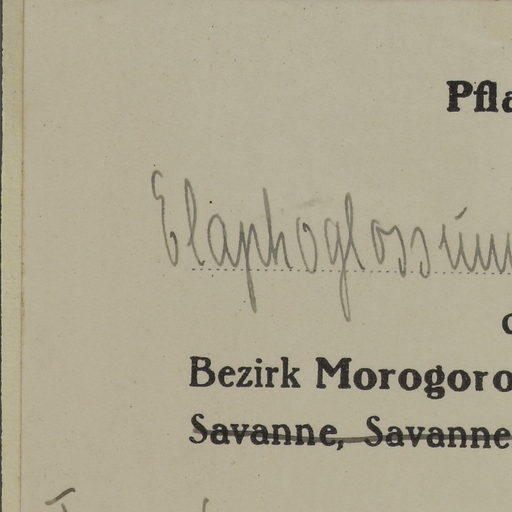 Pfla
Elaphoglossum
Bezirk Morogoro
Savanne, Savanne